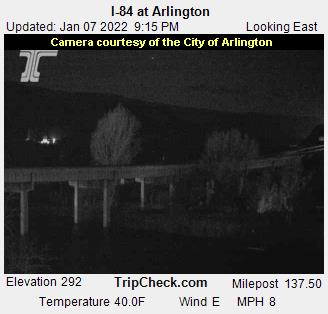 I-84 at Arlington
Updated: Jan 07 2022 9:15 PM Looking East
Camera courtesy of the City of Arlington
Elevation 292 TripCheck.com Milepost 137.50
Temperature 40.0F Wind E MPH 8